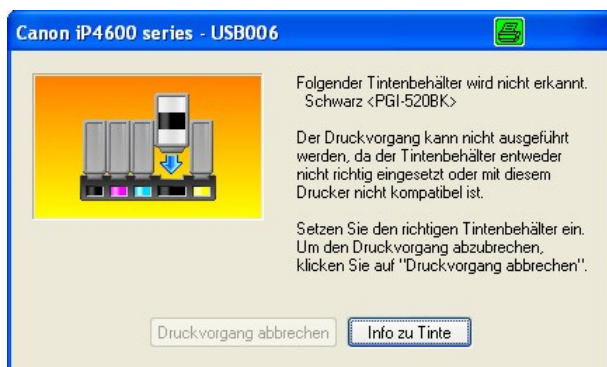 Canon iP4600 series - USB006
Folgender Tintenbehälter wird nicht erkannt.
Schwarz <PGI-520BK>
Der Druckvorgang kann nicht ausgeführt
werden, da der Tintenbehälter entweder
nicht richtig eingesetzt oder mit diesem
Drucker nicht kompatibel ist.
Setzen Sie den richtigen Tintenbehälter ein.
Um den Druckvorgang abzubrechen,
klicken Sie auf "Druckvorgang abbrechen".
Druckvorgang abbrechen
Info zu Tinte